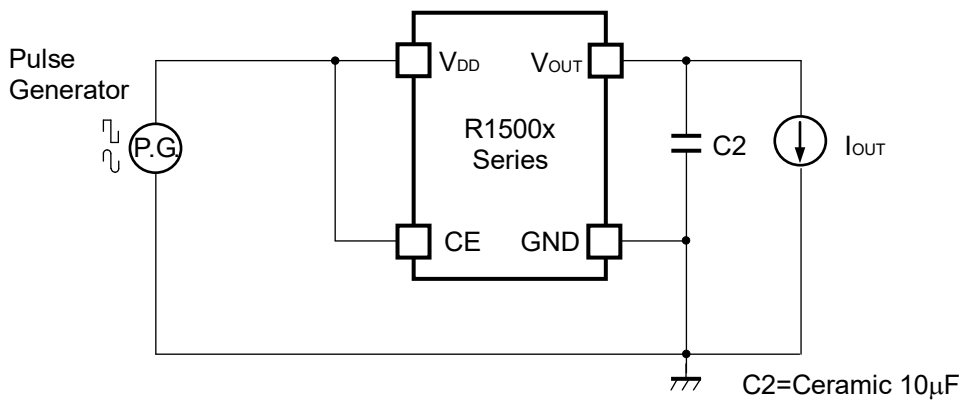 Pulse
Generator
P.G.
VDD
VOUT
R1500x
Series
C2
IOUT
CE
GND
C2=Ceramic 10μF